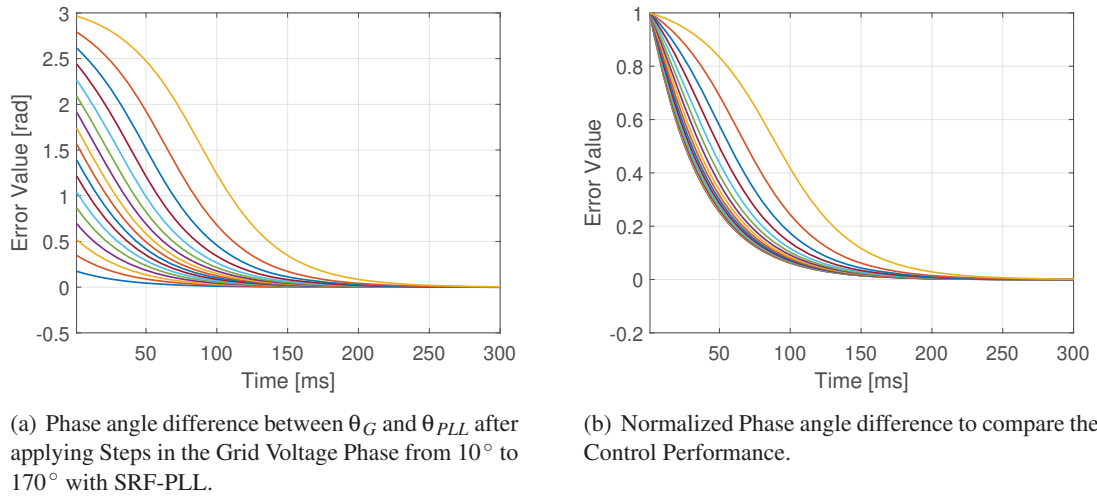 3
2.5
2
1.5
1
0.5
0
-0.5
Error Value [rad]
50 100 150 200 250 300
Time [ms]
1
0.8
0.6
0.4
0.2
0
-0.2
Error Value
50 100 150 200 250 300
Time [ms]
(a) Phase angle difference between θG and θPLL after
applying Steps in the Grid Voltage Phase from 10° to
170° with SRF-PLL.
(b) Normalized Phase angle difference to compare the
Control Performance.